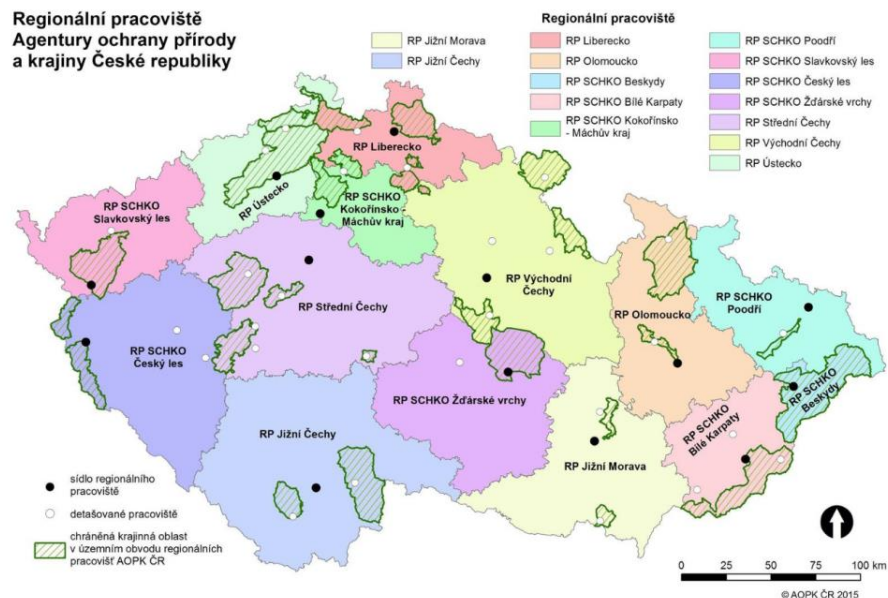 Regionální pracoviště
Agentury ochrany přírody
a krajiny České republiky
Regionální pracoviště
RP Jižní Morava
RP Jižní Čechy
RP Liberecko
RP Olomoucko
RP SCHKO Beskydy
RP SCHKO Bílé Karpaty
RP SCHKO Kokořínsko
- Máchův kraj
RP SCHKO Poodří
RP SCHKO Slavkovský les
RP SCHKO Český les
RP SCHKO Žďárské vrchy
RP Střední Čechy
RP Východní Čechy
RP Ústecko
RP Liberecko
RP Ústecko
RP SCHKO
Kokořínsko -
Máchův kraj
RP SCHKO
Slavkovský les
RP Střední Čechy
RP Východní
Čechy
RP Olomoucko
RP SCHKO
Poodří
RP SCHKO
Český les
RP SCHKO Žďárské vrchy
RP SCHKO
Beskydy
RP SCHKO
Bílé Karpaty
RP Jižní Čechy
RP Jižní Morava
sídlo regionálního
pracoviště
detašované pracoviště
chráněná krajinná oblast
v územním obvodu regionálních
pracovišť AOPK ČR
0 25 50 75 100 km
© AOPK ČR 2015